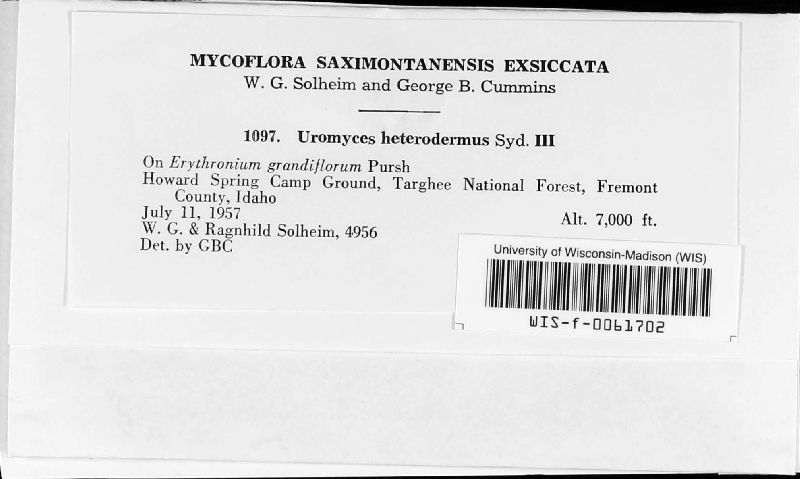 MYCOFLORA SAXIMONTANENSIS EXSICCATA
W. G. Solheim and George B. Cummins
1097. Uromyces heterodermus Syd. III
On Erythronium grandiflorum Pursh
Howard Spring Camp Ground, Targhee National Forest, Fremont
County, Idaho
July 11, 1957
Alt. 7,000 ft.
W. G. & Ragnhild Solheim, 4956
Det. by GBC
University of Wisconsin-Madison (WIS)
WIS-f-0061702